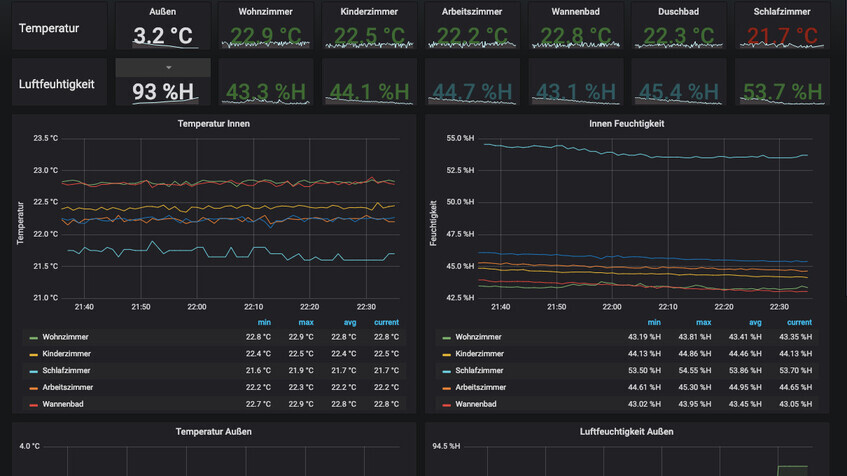 Außen Wohnzimmer Kinderzimmer Arbeitszimmer Wannenbad Duschbad Schlafzimmer
Temperatur 3.2 °C 22.9 °C 22.5 °C 22.2 °C 22.8 °C 22.3 °C 21.7 °C
Luftfeuhtigkeit 93 %H 43.3 %H 44.1 %H 44.7 %H 43.1 %H 45.4 %H 53.7 %H
Temperatur Innen
23.5 °C
23.0 °C
22.5 °C
22.0 °C
21.5 °C
21.0 °C
Temperatur
21:40 21:50 22:00 22:10 22:20 22:30
min max avg current
Wohnzimmer 22.8 °C 22.9 °C 22.8 °C 22.8 °C
Kinderzimmer 22.4 °C 22.5 °C 22.4 °C 22.5 °C
Schlafzimmer 21.6 °C 21.9 °C 21.7 °C 21.7 °C
Arbeitszimmer 22.2 °C 22.3 °C 22.2 °C 22.2 °C
Wannenbad 22.7 °C 22.9 °C 22.8 °C 22.8 °C
Innen Feuchtigkeit
55.0 %H
52.5 %H
50.0 %H
47.5 %H
45.0 %H
42.5 %H
Feuchtigkeit
21:40 21:50 22:00 22:10 22:20 22:30
min max avg current
Wohnzimmer 43.19 %H 43.81 %H 43.41 %H 43.35 %H
Kinderzimmer 44.13 %H 44.86 %H 44.46 %H 44.13 %H
Schlafzimmer 53.50 %H 54.55 %H 53.86 %H 53.70 %H
Arbeitszimmer 44.61 %H 45.30 %H 44.95 %H 44.65 %H
Wannenbad 43.02 %H 43.95 %H 43.45 %H 43.05 %H
Temperatur Außen
4.0 °C
Luftfeuchtigkeit Außen
94.5 %H